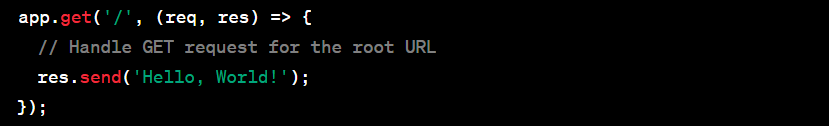 app.get('/', (req, res) => {
  // Handle GET request for the root URL
  res.send('Hello, World!');
});